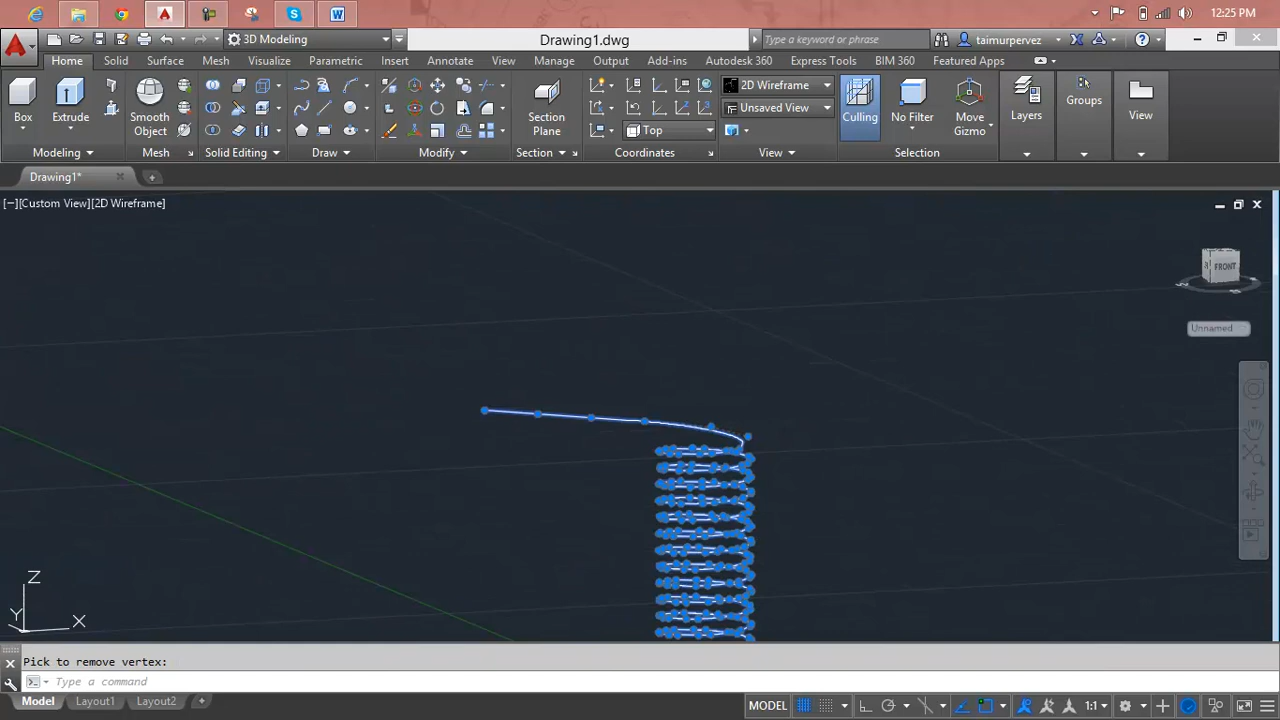 12:25 PM
3D Modeling
Drawing1.dwg
Type a keyword or phrase
taimurpervez
Home Solid Surface Mesh Visualize Parametric Insert Annotate View Manage Output Add-ins Autodesk 360 Express Tools BIM 360 Featured Apps
2D Wireframe
Unsaved View
Top
Box Extrude Smooth Object Section Plane Culling No Filter Move Gizmo Layers Groups View
Modeling Mesh Solid Editing Draw Modify Section Coordinates View Selection
Drawing1*
[−][Custom View][2D Wireframe]
FRONT
Unnamed
Z
Y
X
Pick to remove vertex:
Type a command
Model Layout1 Layout2
MODEL 1:1